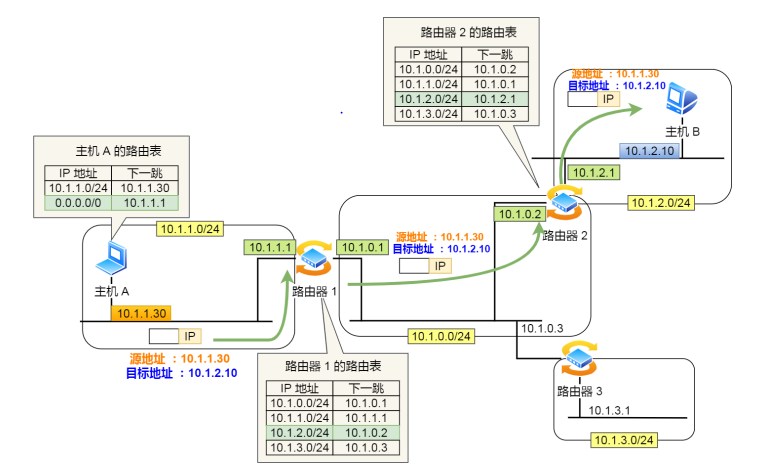 路由器 2 的路由表
IP 地址 下一跳
10.1.0.0/24 10.1.0.2
10.1.1.0/24 10.1.0.1
10.1.2.0/24 10.1.2.1
10.1.3.0/24 10.1.0.3
源地址 ：10.1.1.30
目标地址 ：10.1.2.10
IP
主机 B
10.1.2.10
10.1.2.1
10.1.2.0/24
主机 A 的路由表
IP 地址 下一跳
10.1.1.0/24 10.1.1.30
0.0.0.0/0 10.1.1.1
10.1.1.0/24
10.1.1.1
10.1.0.1
源地址 ：10.1.1.30
目标地址 ：10.1.2.10
IP
10.1.0.2
路由器 2
主机 A
路由器 1
10.1.1.30
IP
源地址 ：10.1.1.30
目标地址 ：10.1.2.10
10.1.0.0/24
10.1.0.3
路由器 1 的路由表
IP 地址 下一跳
10.1.0.0/24 10.1.0.1
10.1.1.0/24 10.1.1.1
10.1.2.0/24 10.1.0.2
10.1.3.0/24 10.1.0.3
路由器 3
10.1.3.1
10.1.3.0/24